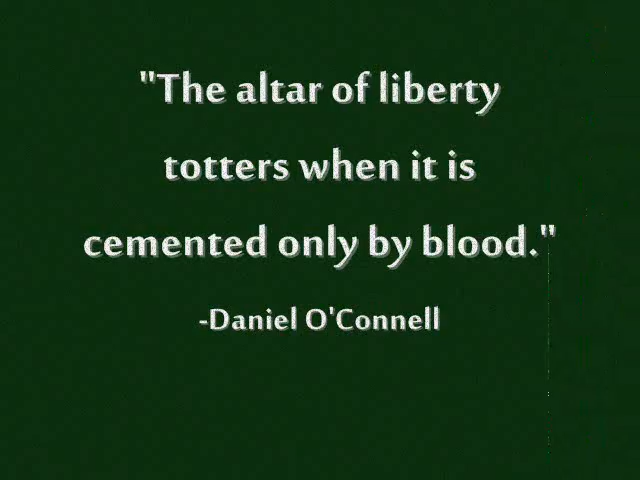 "The altar of liberty
totters when it is
cemented only by blood."
-Daniel O'Connell